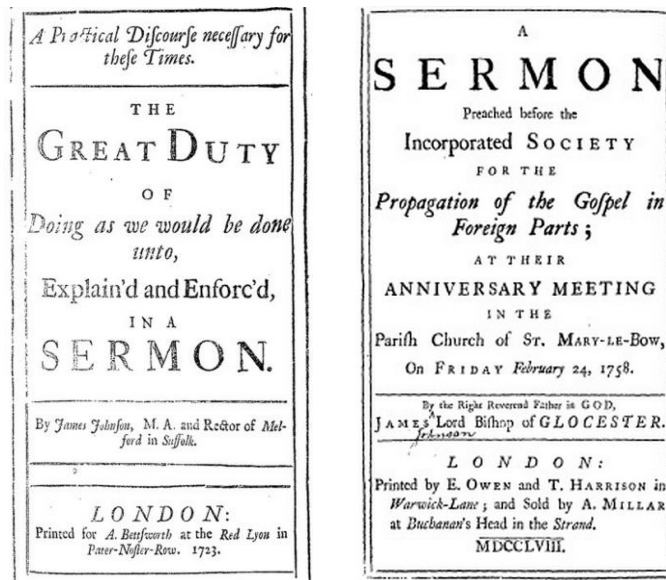 A Practical Diſcourſe neceſſary for
theſe Times.
THE
GREAT DUTY
OF
Doing as we would be done
unto,
Explain'd and Enforc'd,
IN A
SERMON.
By James Johnſon, M. A. and Rector of Mel-
ford in Suffolk.
LONDON:
Printed for A. Bettſworth at the Red Lyon in
Pater-Noſter-Row. 1723.
A
SERMON
Preached before the
Incorporated SOCIETY
FOR THE
Propagation of the Goſpel in
Foreign Parts;
AT THEIR
ANNIVERSARY MEETING
IN THE
Pariſh Church of ST. MARY-LE-BOW,
On FRIDAY February 24, 1758.
By the Right Reverend Father in GOD,
JAMES Lord Biſhop of GLOCESTER.
Johnson
LONDON:
Printed by E. OWEN and T. HARRISON in
Warwick-Lane; and Sold by A. MILLAR
at Buchanan's Head in the Strand.
MDCCLVIII.